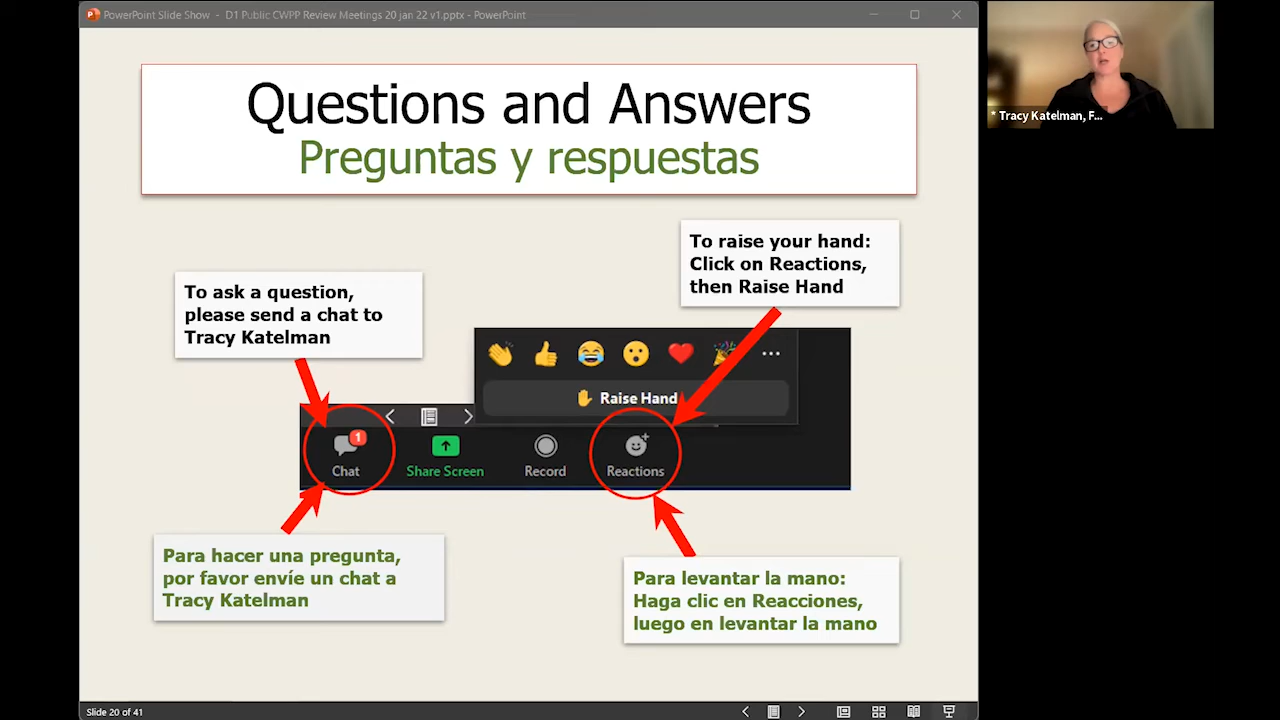 PowerPoint Slide Show - D1 Public CWPP Review Meetings 20 jan 22 v1.pptx - PowerPoint
* Tracy Katelman, F...
Questions and Answers
Preguntas y respuestas
To raise your hand:
Click on Reactions,
then Raise Hand
To ask a question,
please send a chat to
Tracy Katelman
Raise Hand
1
Chat
Share Screen
Record
Reactions
Para hacer una pregunta,
por favor envíe un chat a
Tracy Katelman
Para levantar la mano:
Haga clic en Reacciones,
luego en levantar la mano
Slide 20 of 41